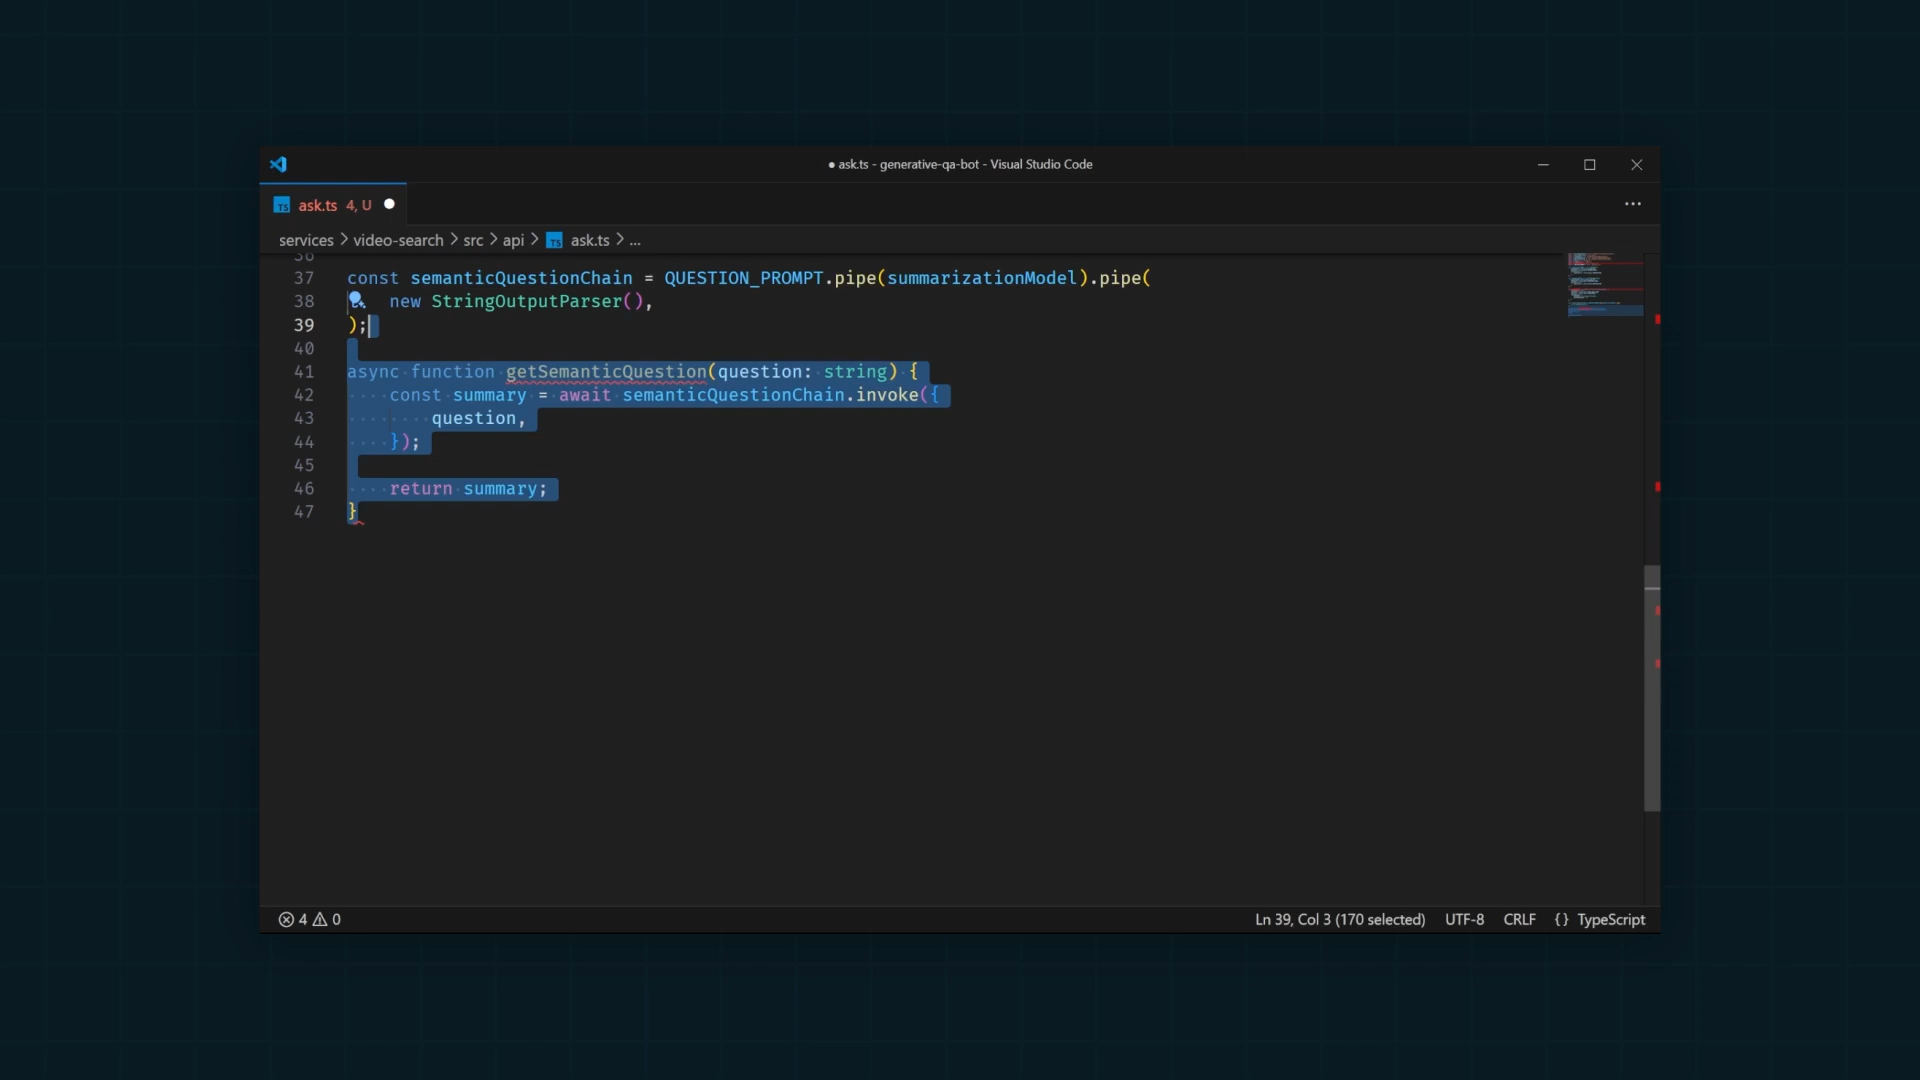 ● ask.ts - generative-qa-bot - Visual Studio Code
TS ask.ts 4, U ●
services > video-search > src > api > TS ask.ts > ...
36
37 const semanticQuestionChain = QUESTION_PROMPT.pipe(summarizationModel).pipe(
38     new StringOutputParser(),
39 );
40
41 async function getSemanticQuestion(question: string) {
42     const summary = await semanticQuestionChain.invoke({
43         question,
44     });
45
46     return summary;
47 }
4 0 Ln 39, Col 3 (170 selected) UTF-8 CRLF {} TypeScript